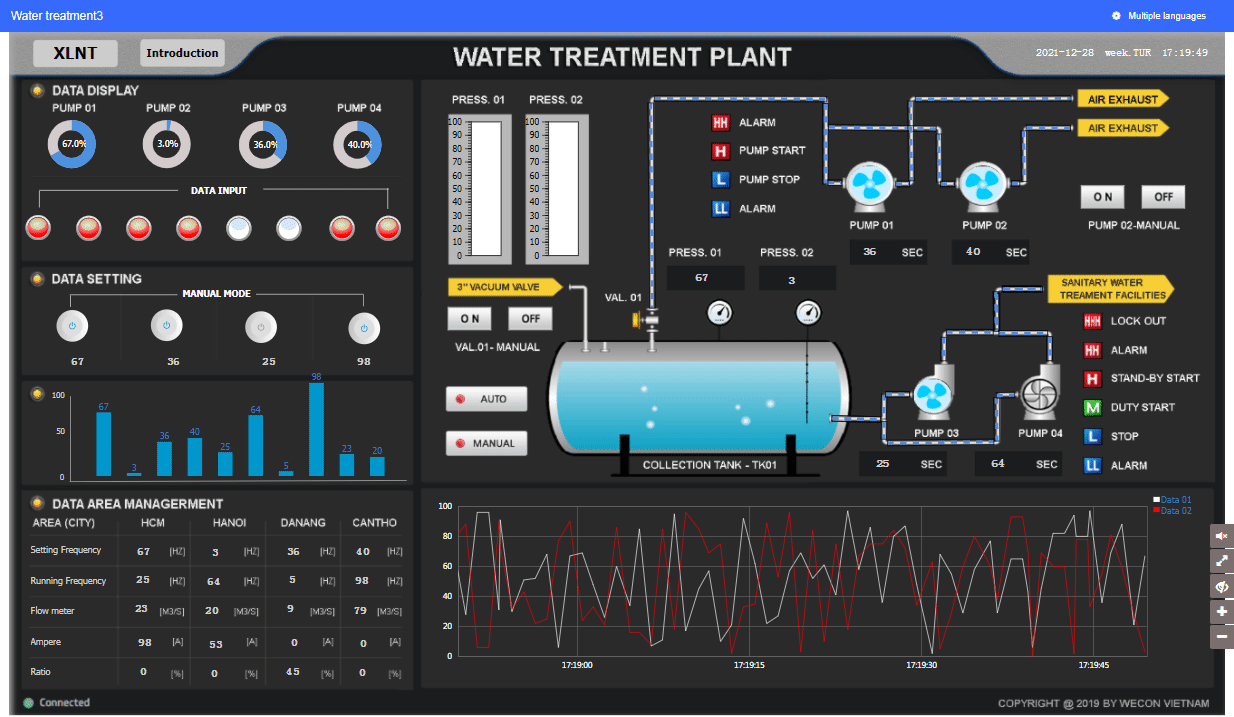 Water treatment3
Multiple languages
XLNT
Introduction
WATER TREATMENT PLANT
2021-12-28 week.TUR 17:19:49
DATA DISPLAY
PUMP 01 PUMP 02 PUMP 03 PUMP 04
67.0% 3.0% 36.0% 40.0%
DATA INPUT
DATA SETTING
MANUAL MODE
67 36 25 98
100
50
0
67 3 36 40 25 64 5 98 23 20
DATA AREA MANAGERMENT
AREA (CITY) HCM HANOI DANANG CANTHO
Setting Frequency 67 [HZ] 3 [HZ] 36 [HZ] 40 [HZ]
Running Frequency 25 [HZ] 64 [HZ] 5 [HZ] 98 [HZ]
Flow meter 23 [M3/S] 20 [M3/S] 9 [M3/S] 79 [M3/S]
Ampere 98 [A] 53 [A] 0 [A] 0 [A]
Ratio 0 [%] 0 [%] 45 [%] 0 [%]
Connected
PRESS. 01 PRESS. 02
100 100
90 90
80 80
70 70
60 60
50 50
40 40
30 30
20 20
10 10
0 0
HH ALARM
H PUMP START
L PUMP STOP
LL ALARM
AIR EXHAUST
AIR EXHAUST
PUMP 01 PUMP 02
36 SEC 40 SEC
O N OFF
PUMP 02-MANUAL
PRESS. 01 PRESS. 02
67 3
3" VACUUM VALVE
O N OFF
VAL.01- MANUAL
VAL. 01
AUTO
MANUAL
COLLECTION TANK - TK01
SANITARY WATER
TREAMENT FACILITIES
PUMP 03 PUMP 04
25 SEC 64 SEC
HHH LOCK OUT
HH ALARM
H STAND-BY START
M DUTY START
L STOP
LL ALARM
Data 01
Data 02
100
80
60
40
20
0
17:19:00 17:19:15 17:19:30 17:19:45
COPYRIGHT @ 2019 BY WECON VIETNAM